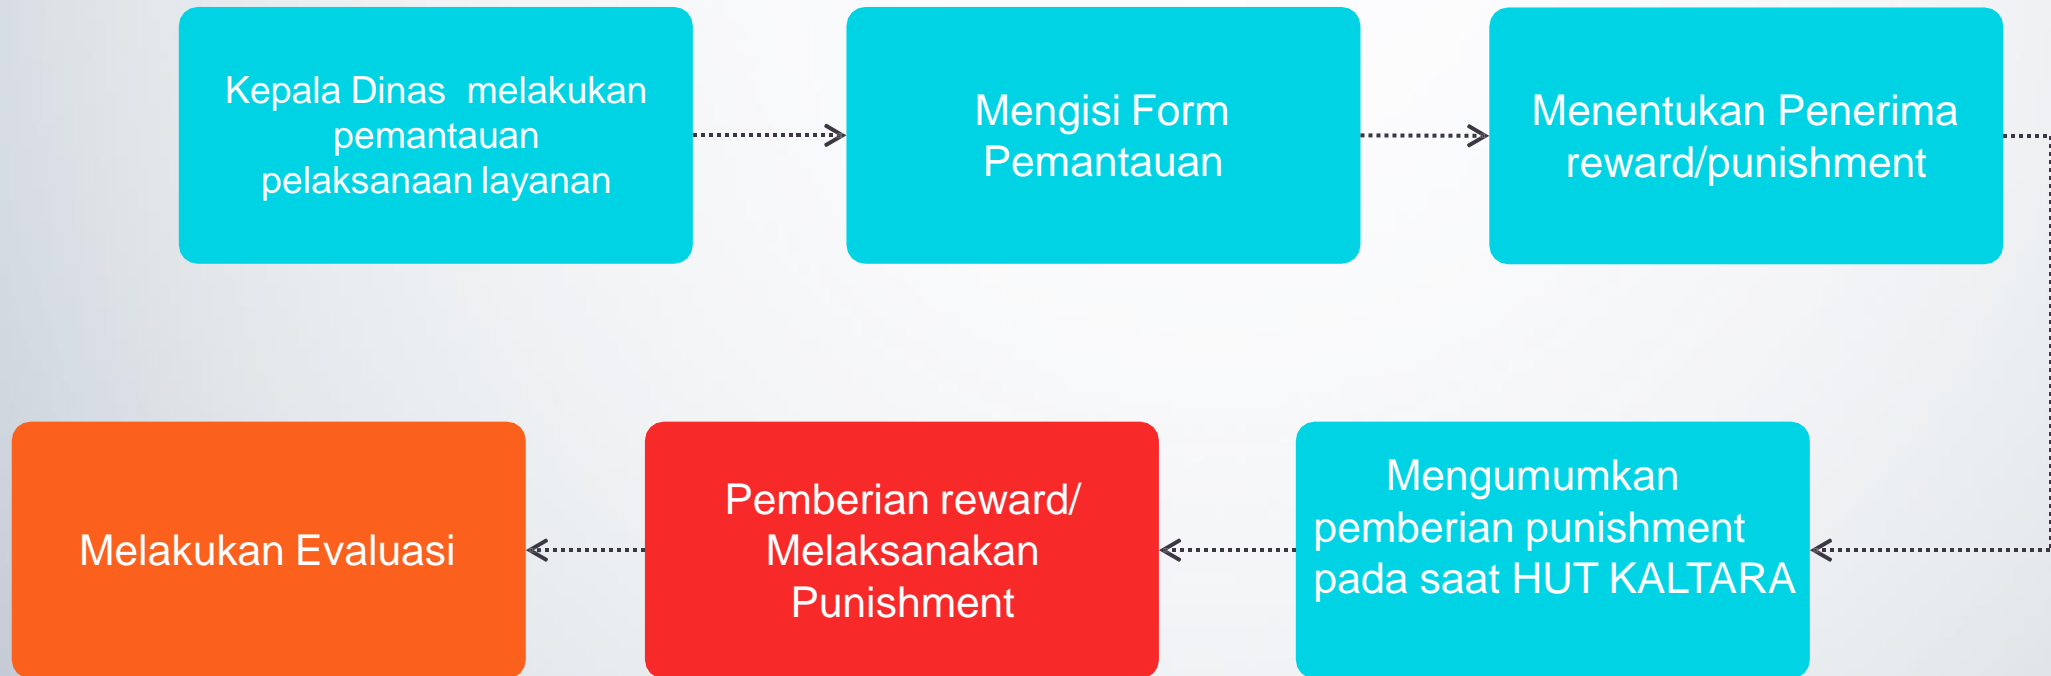 Kepala Dinas  melakukan
pemantauan
pelaksanaan layanan
Mengisi Form
Pemantauan
Menentukan Penerima
reward/punishment
Mengumumkan
pemberian punishment
pada saat HUT KALTARA
Pemberian reward/
Melaksanakan
Punishment
Melakukan Evaluasi